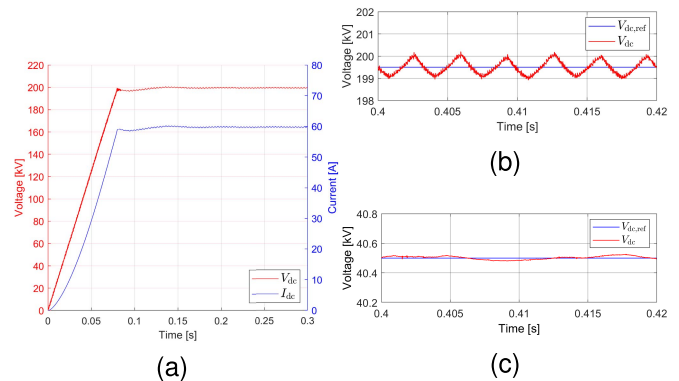 220
200
180
160
140
120
100
80
60
40
20
0
Voltage [kV]
80
70
60
50
40
30
20
10
0
Current [A]
0 0.05 0.1 0.15 0.2 0.25 0.3
Time [s]
V_dc
I_dc
(a)
202
201
200
199
198
Voltage [kV]
V_dc,ref
V_dc
0.4 0.405 0.41 0.415 0.42
Time [s]
(b)
40.8
40.6
40.4
40.2
Voltage [kV]
V_dc,ref
V_dc
0.4 0.405 0.41 0.415 0.42
Time [s]
(c)